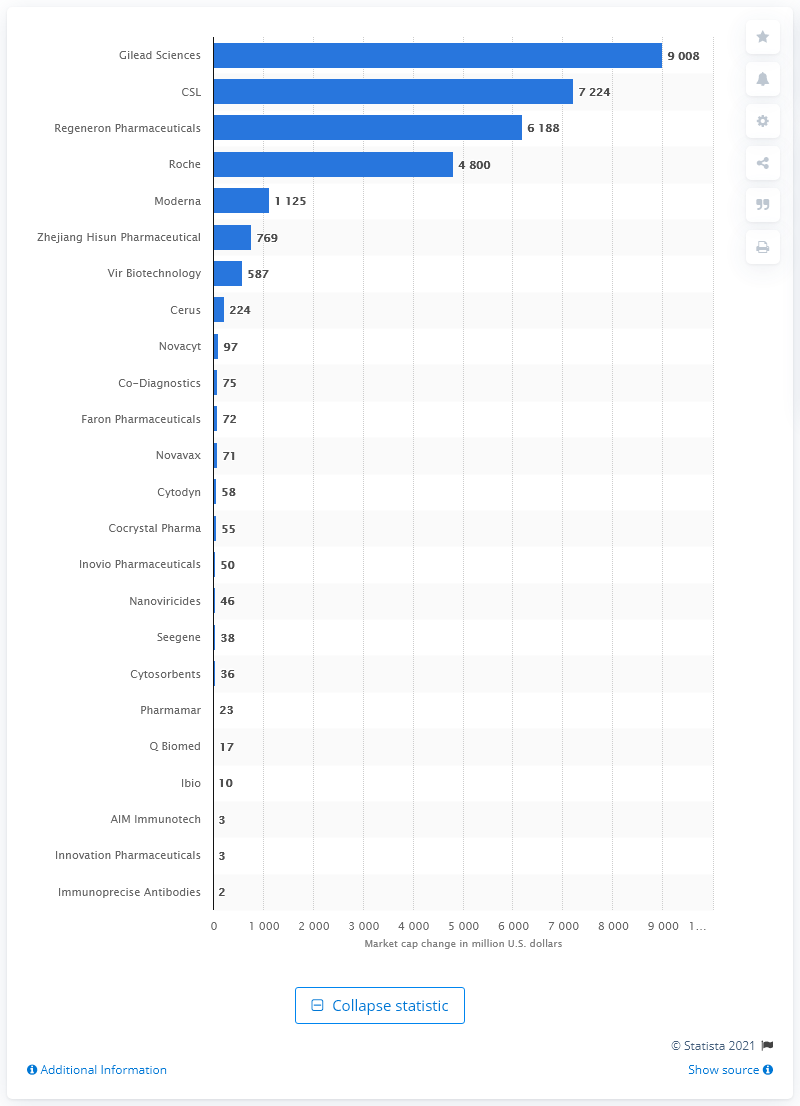 Gilead Sciences 9 008
CSL 7 224
Regeneron Pharmaceuticals 6 188
Roche 4 800
Moderna 1 125
Zhejiang Hisun Pharmaceutical 769
Vir Biotechnology 587
Cerus 224
Novacyt 97
Co-Diagnostics 75
Faron Pharmaceuticals 72
Novavax 71
Cytodyn 58
Cocrystal Pharma 55
Inovio Pharmaceuticals 50
Nanoviricides 46
Seegene 38
Cytosorbents 36
Pharmamar 23
Q Biomed 17
Ibio 10
AIM Immunotech 3
Innovation Pharmaceuticals 3
Immunoprecise Antibodies 2
0 1 000 2 000 3 000 4 000 5 000 6 000 7 000 8 000 9 000 1...
Market cap change in million U.S. dollars
Collapse statistic
© Statista 2021
Additional Information Show source